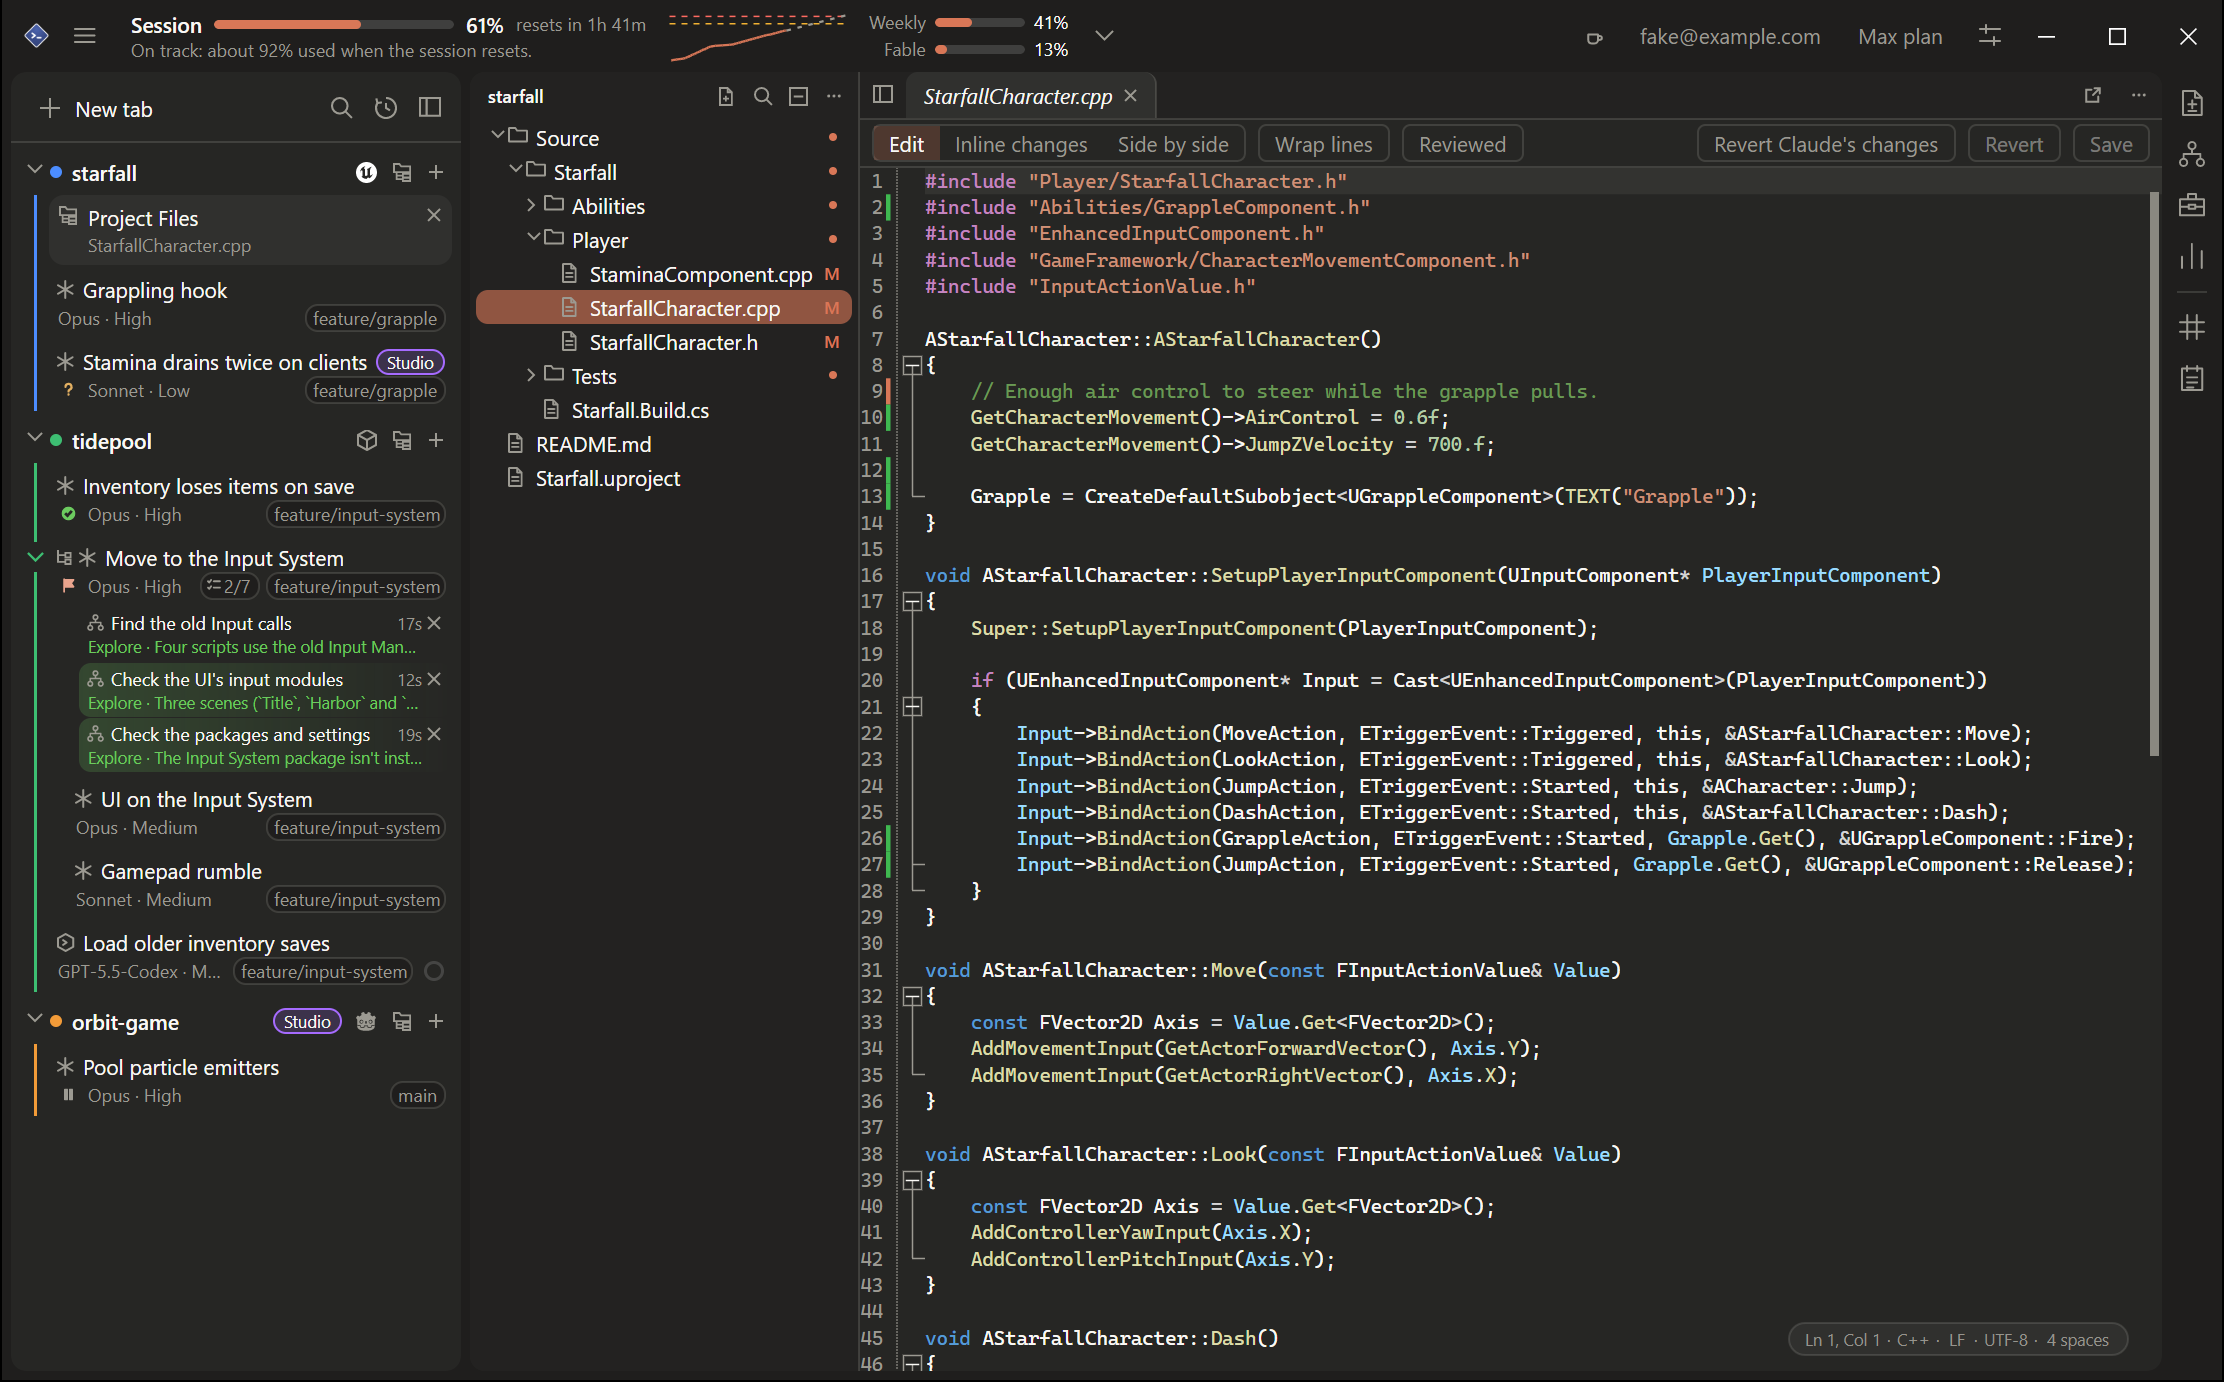 Session 61% resets in 1h 41m
On track: about 92% used when the session resets.
Weekly 41%
Fable 13%
fake@example.com Max plan
New tab
starfall
Project Files
StarfallCharacter.cpp
Grappling hook
Opus · High feature/grapple
Stamina drains twice on clients Studio
? Sonnet · Low feature/grapple
tidepool
Inventory loses items on save
Opus · High feature/input-system
Move to the Input System
Opus · High 2/7 feature/input-system
Find the old Input calls 17s
Explore · Four scripts use the old Input Man...
Check the UI's input modules 12s
Explore · Three scenes (`Title`, `Harbor` and `...
Check the packages and settings 19s
Explore · The Input System package isn't inst...
UI on the Input System
Opus · Medium feature/input-system
Gamepad rumble
Sonnet · Medium feature/input-system
Load older inventory saves
GPT-5.5-Codex · M... feature/input-system
orbit-game Studio
Pool particle emitters
Opus · High main
starfall
Source
Starfall
Abilities
Player
StaminaComponent.cpp M
StarfallCharacter.cpp M
StarfallCharacter.h M
Tests
Starfall.Build.cs
README.md
Starfall.uproject
StarfallCharacter.cpp
Edit Inline changes Side by side Wrap lines Reviewed Revert Claude's changes Revert Save
1 #include "Player/StarfallCharacter.h"
2 #include "Abilities/GrappleComponent.h"
3 #include "EnhancedInputComponent.h"
4 #include "GameFramework/CharacterMovementComponent.h"
5 #include "InputActionValue.h"
6
7 AStarfallCharacter::AStarfallCharacter()
8 {
9 // Enough air control to steer while the grapple pulls.
10 GetCharacterMovement()->AirControl = 0.6f;
11 GetCharacterMovement()->JumpZVelocity = 700.f;
12
13 Grapple = CreateDefaultSubobject<UGrappleComponent>(TEXT("Grapple"));
14 }
15
16 void AStarfallCharacter::SetupPlayerInputComponent(UInputComponent* PlayerInputComponent)
17 {
18 Super::SetupPlayerInputComponent(PlayerInputComponent);
19
20 if (UEnhancedInputComponent* Input = Cast<UEnhancedInputComponent>(PlayerInputComponent))
21 {
22 Input->BindAction(MoveAction, ETriggerEvent::Triggered, this, &AStarfallCharacter::Move);
23 Input->BindAction(LookAction, ETriggerEvent::Triggered, this, &AStarfallCharacter::Look);
24 Input->BindAction(JumpAction, ETriggerEvent::Started, this, &ACharacter::Jump);
25 Input->BindAction(DashAction, ETriggerEvent::Started, this, &AStarfallCharacter::Dash);
26 Input->BindAction(GrappleAction, ETriggerEvent::Started, Grapple.Get(), &UGrappleComponent::Fire);
27 Input->BindAction(JumpAction, ETriggerEvent::Started, Grapple.Get(), &UGrappleComponent::Release);
28 }
29 }
30
31 void AStarfallCharacter::Move(const FInputActionValue& Value)
32 {
33 const FVector2D Axis = Value.Get<FVector2D>();
34 AddMovementInput(GetActorForwardVector(), Axis.Y);
35 AddMovementInput(GetActorRightVector(), Axis.X);
36 }
37
38 void AStarfallCharacter::Look(const FInputActionValue& Value)
39 {
40 const FVector2D Axis = Value.Get<FVector2D>();
41 AddControllerYawInput(Axis.X);
42 AddControllerPitchInput(Axis.Y);
43 }
44
45 void AStarfallCharacter::Dash()
46 {
Ln 1, Col 1 · C++ · LF · UTF-8 · 4 spaces